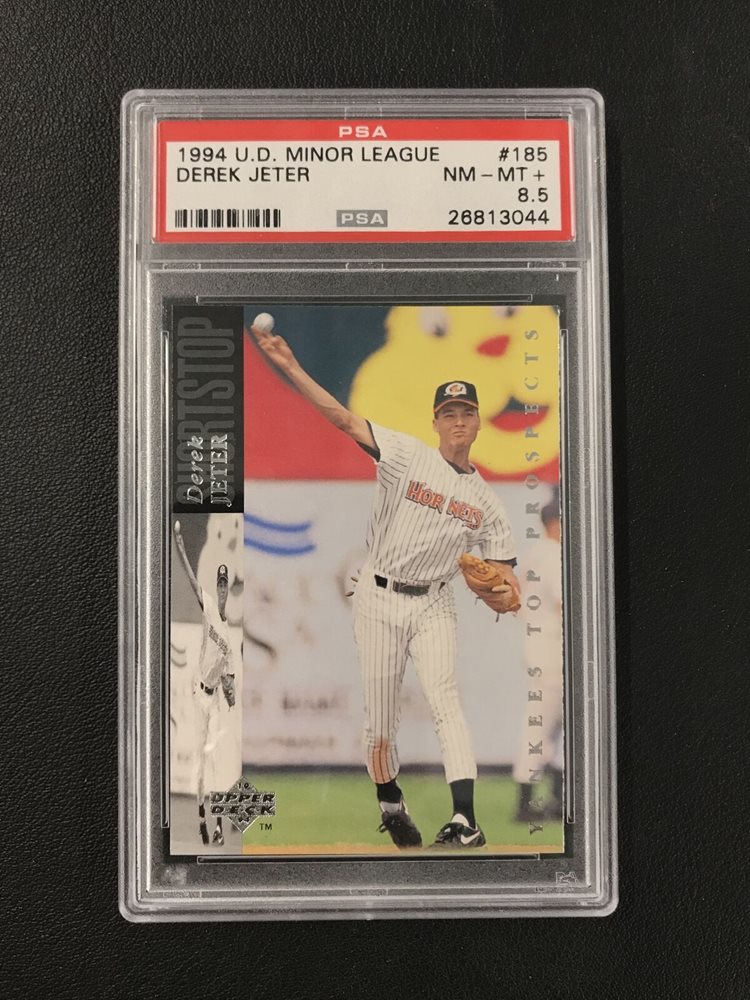 PSA
1994 U.D. MINOR LEAGUE #185
DEREK JETER NM - MT +
8.5
PSA 26813044
SHORTSTOP
Derek
JETER
HORNETS
YANKEES TOP PROSPECTS
UPPER
DECK
TM